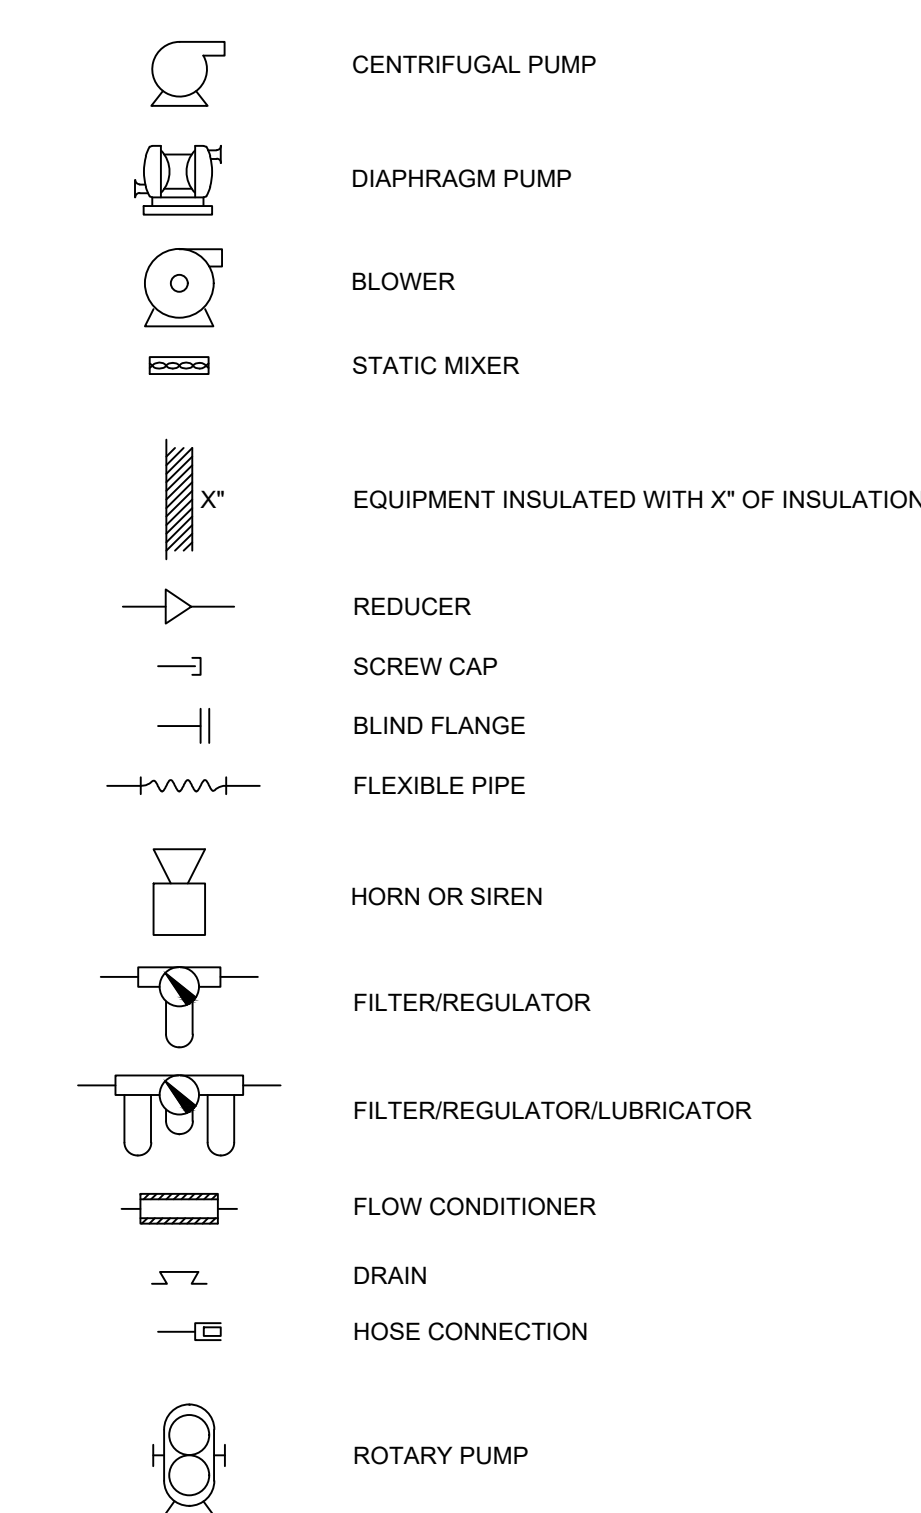 CENTRIFUGAL PUMP
DIAPHRAGM PUMP
BLOWER
STATIC MIXER
X" EQUIPMENT INSULATED WITH X" OF INSULATION
REDUCER
SCREW CAP
BLIND FLANGE
FLEXIBLE PIPE
HORN OR SIREN
FILTER/REGULATOR
FILTER/REGULATOR/LUBRICATOR
FLOW CONDITIONER
DRAIN
HOSE CONNECTION
ROTARY PUMP